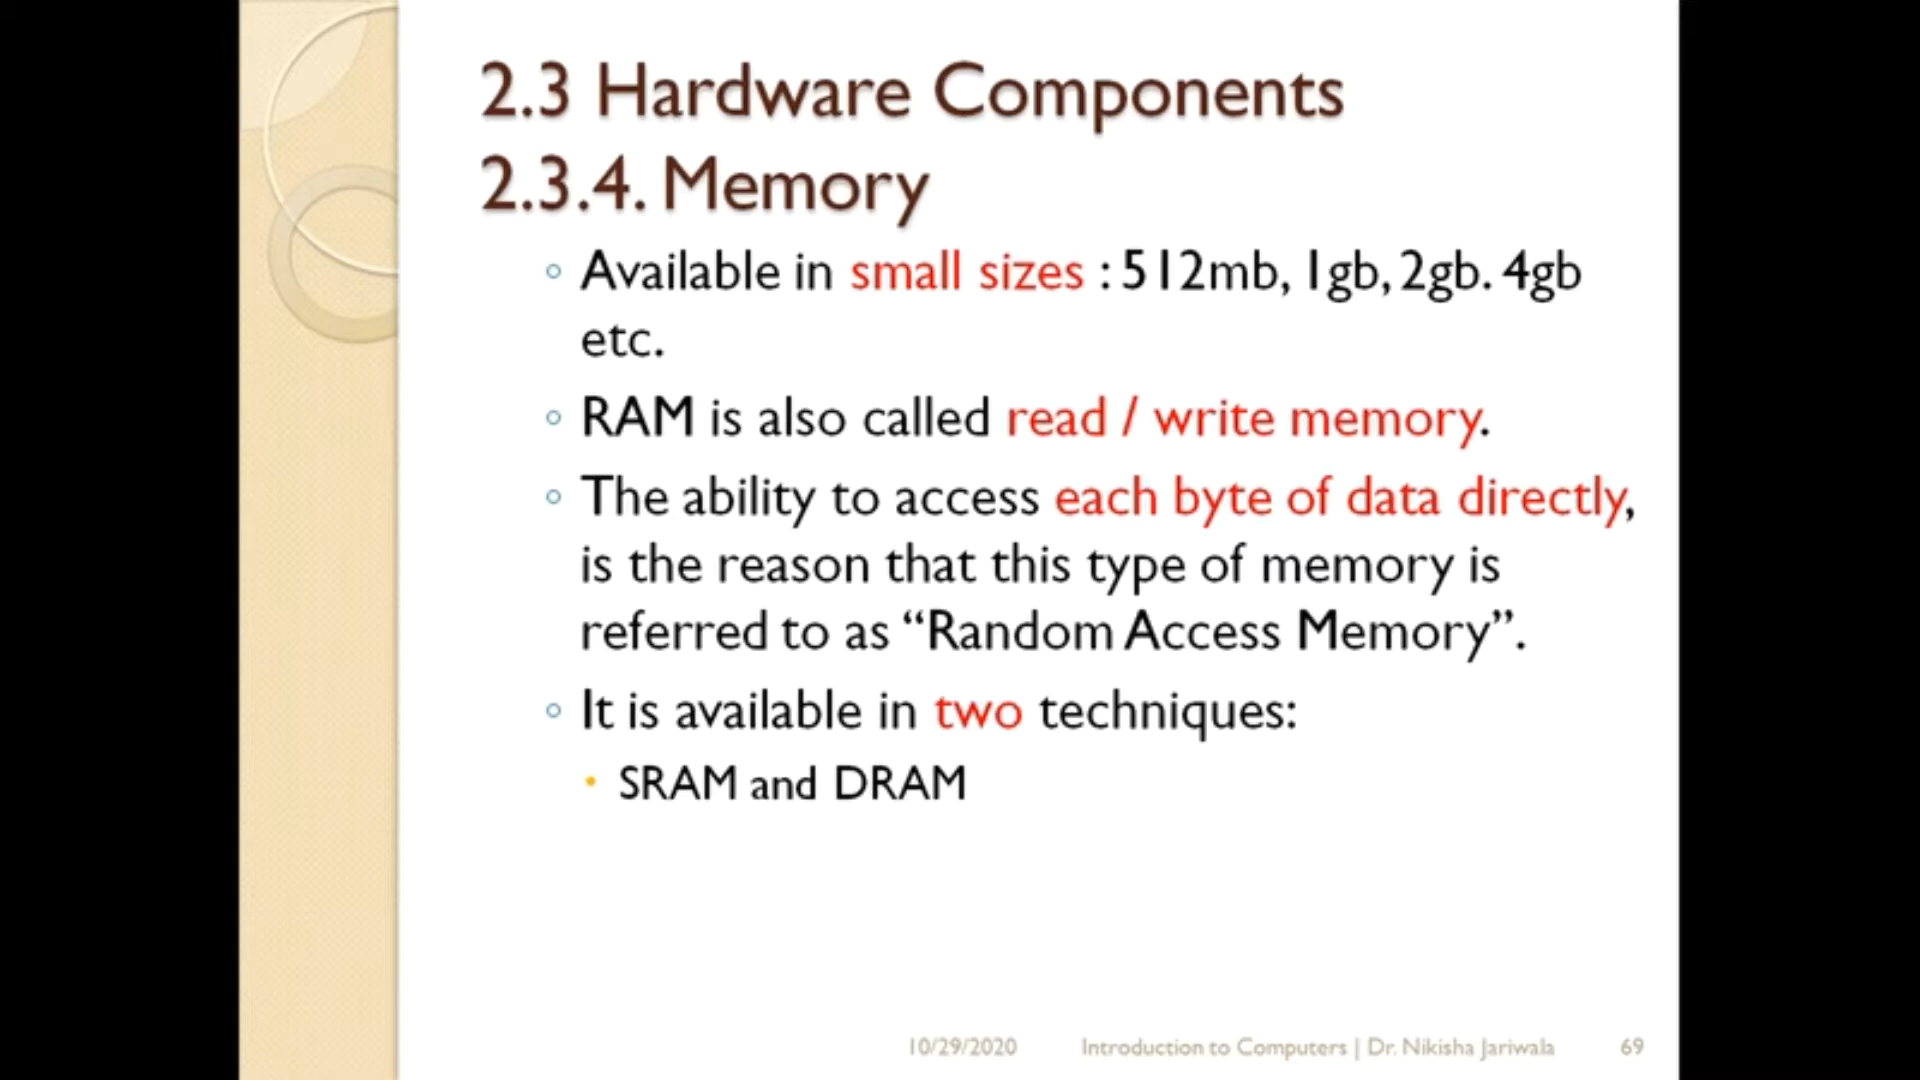 2.3 Hardware Components
2.3.4. Memory
◦ Available in small sizes : 512mb, 1gb, 2gb. 4gb
etc.
◦ RAM is also called read / write memory.
◦ The ability to access each byte of data directly,
is the reason that this type of memory is
referred to as “Random Access Memory”.
◦ It is available in two techniques:
• SRAM and DRAM
10/29/2020 Introduction to Computers | Dr. Nikisha Jariwala 69